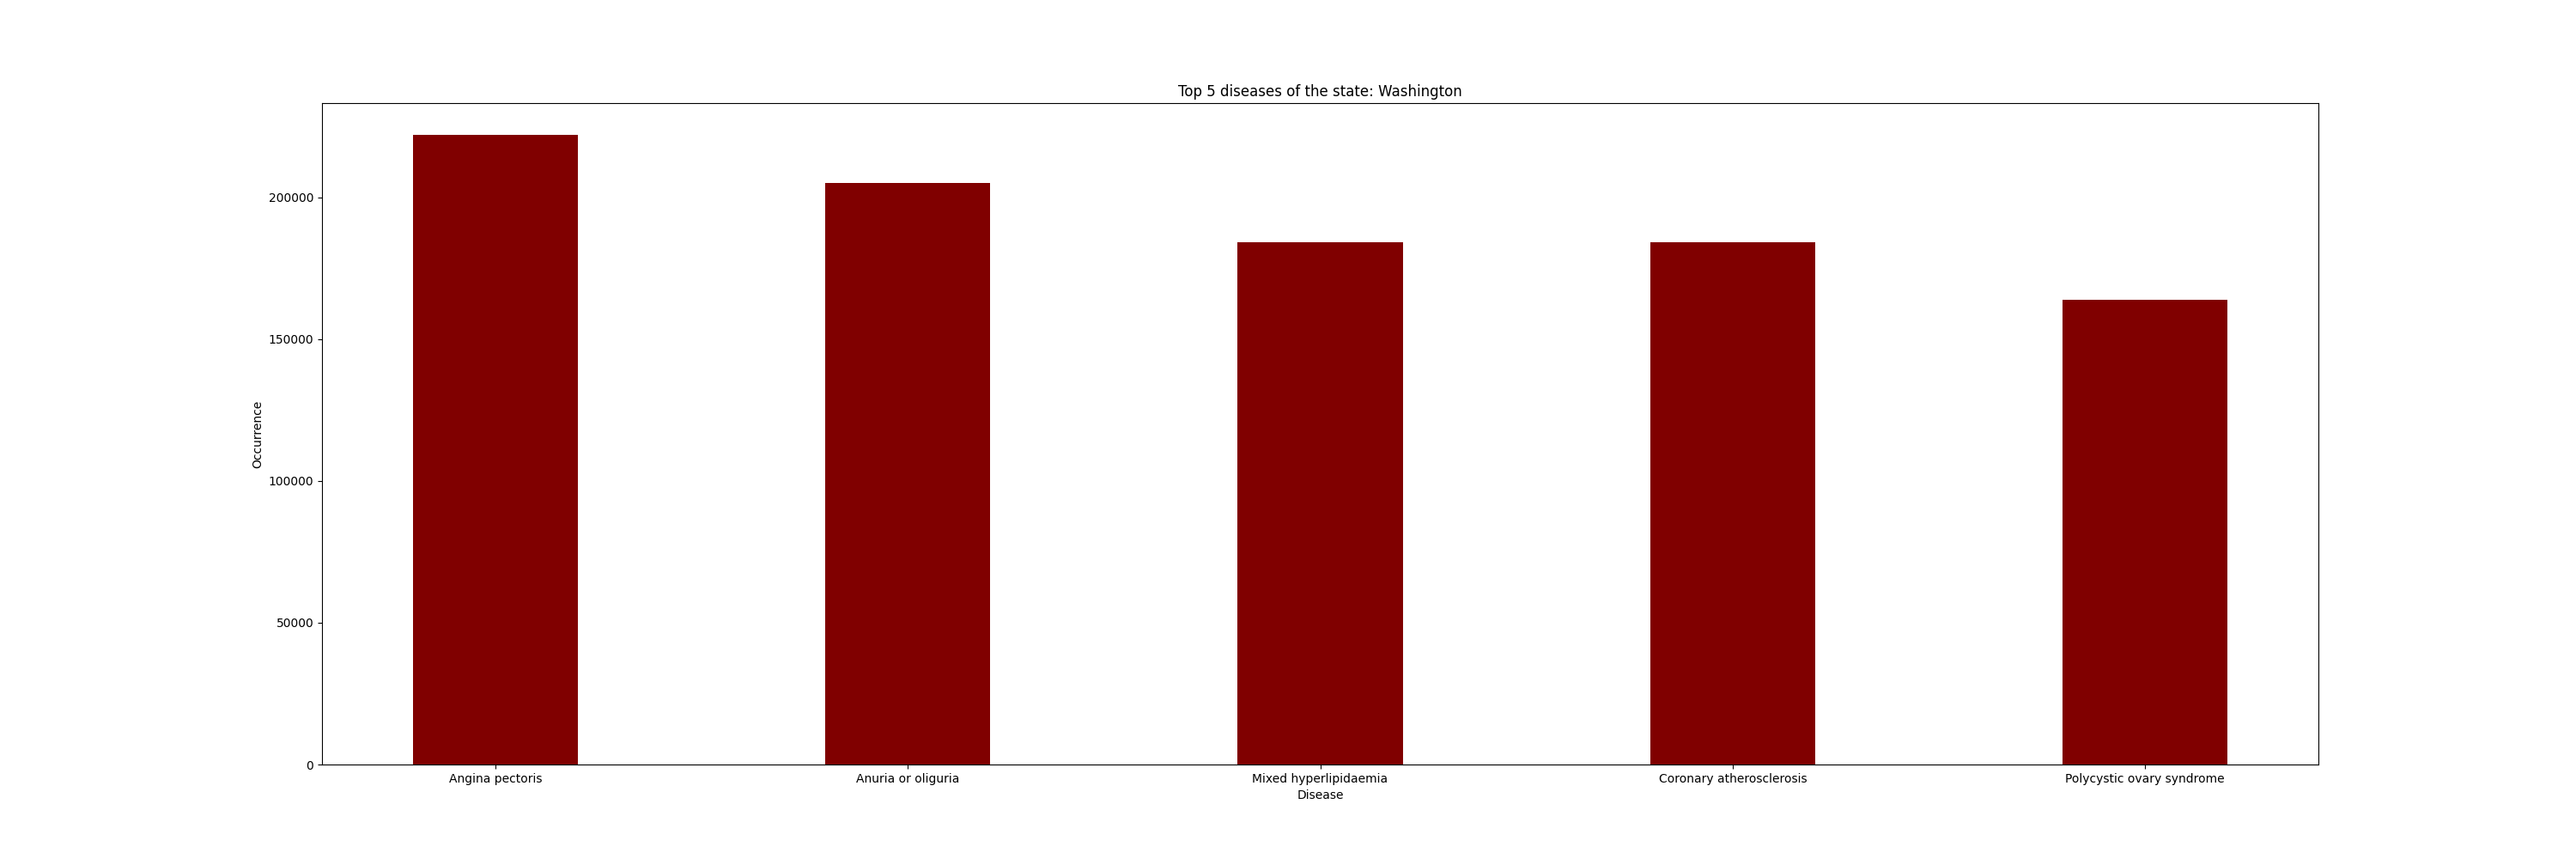 Top 5 diseases of the state: Washington
200000
150000
100000
50000
0
Occurrence
Angina pectoris
Anuria or oliguria
Mixed hyperlipidaemia
Coronary atherosclerosis
Polycystic ovary syndrome
Disease